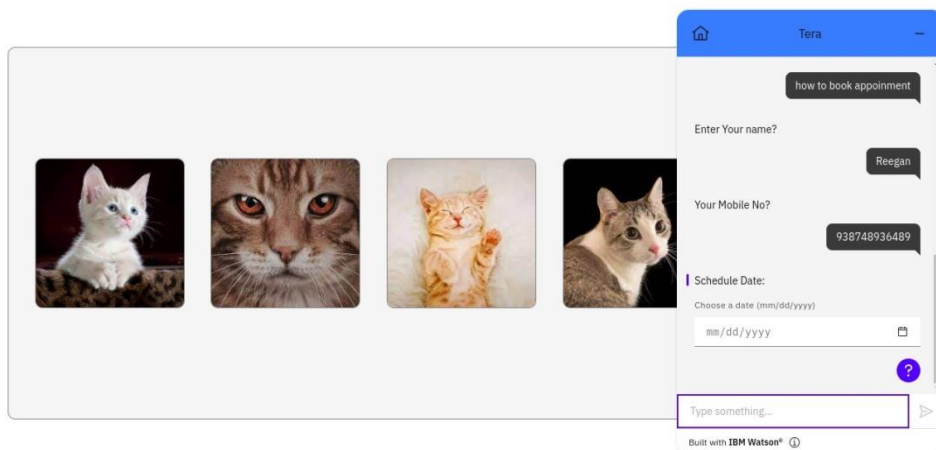 Tera
how to book appoinment
Enter Your name?
Reegan
Your Mobile No?
938748936489
Schedule Date:
Choose a date (mm/dd/yyyy)
mm/dd/yyyy
?
Type something...
Built with IBM Watson®